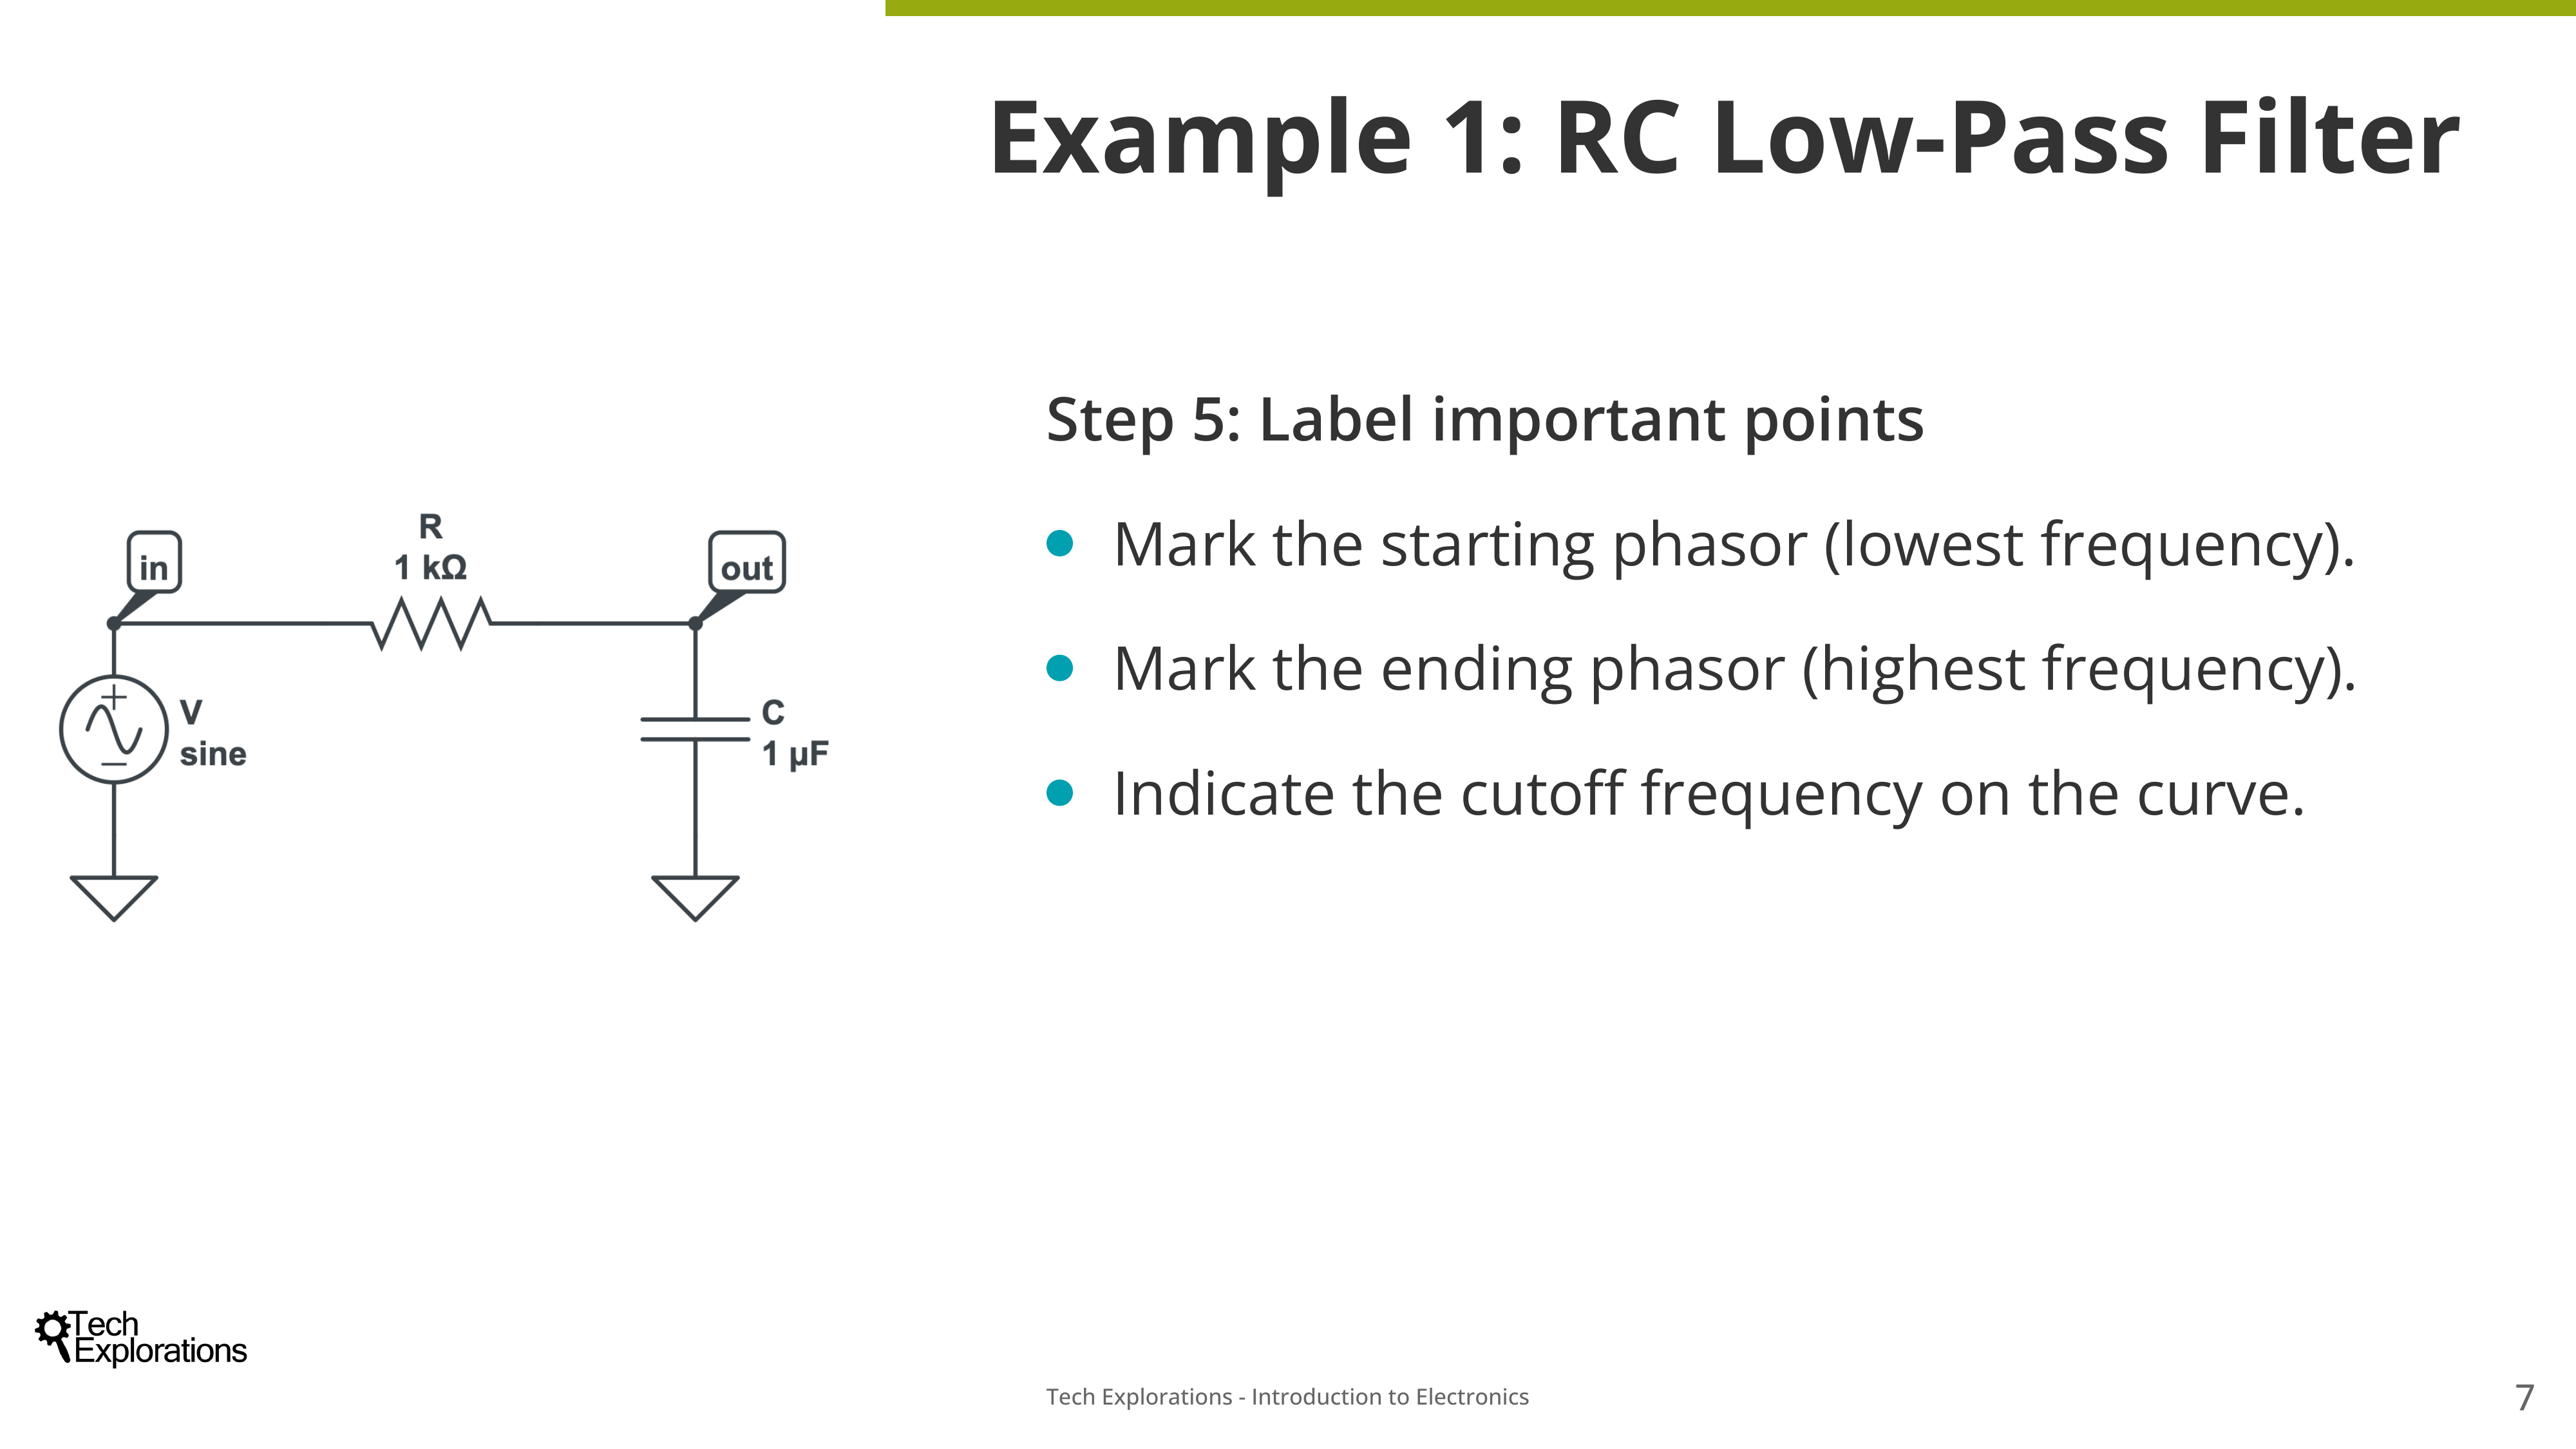 Example 1: RC Low-Pass Filter
Step 5: Label important points
Mark the starting phasor (lowest frequency).
Mark the ending phasor (highest frequency).
Indicate the cutoff frequency on the curve.
in
R
1 kΩ
out
+
V
sine
C
1 µF
Tech
Explorations
Tech Explorations - Introduction to Electronics
7